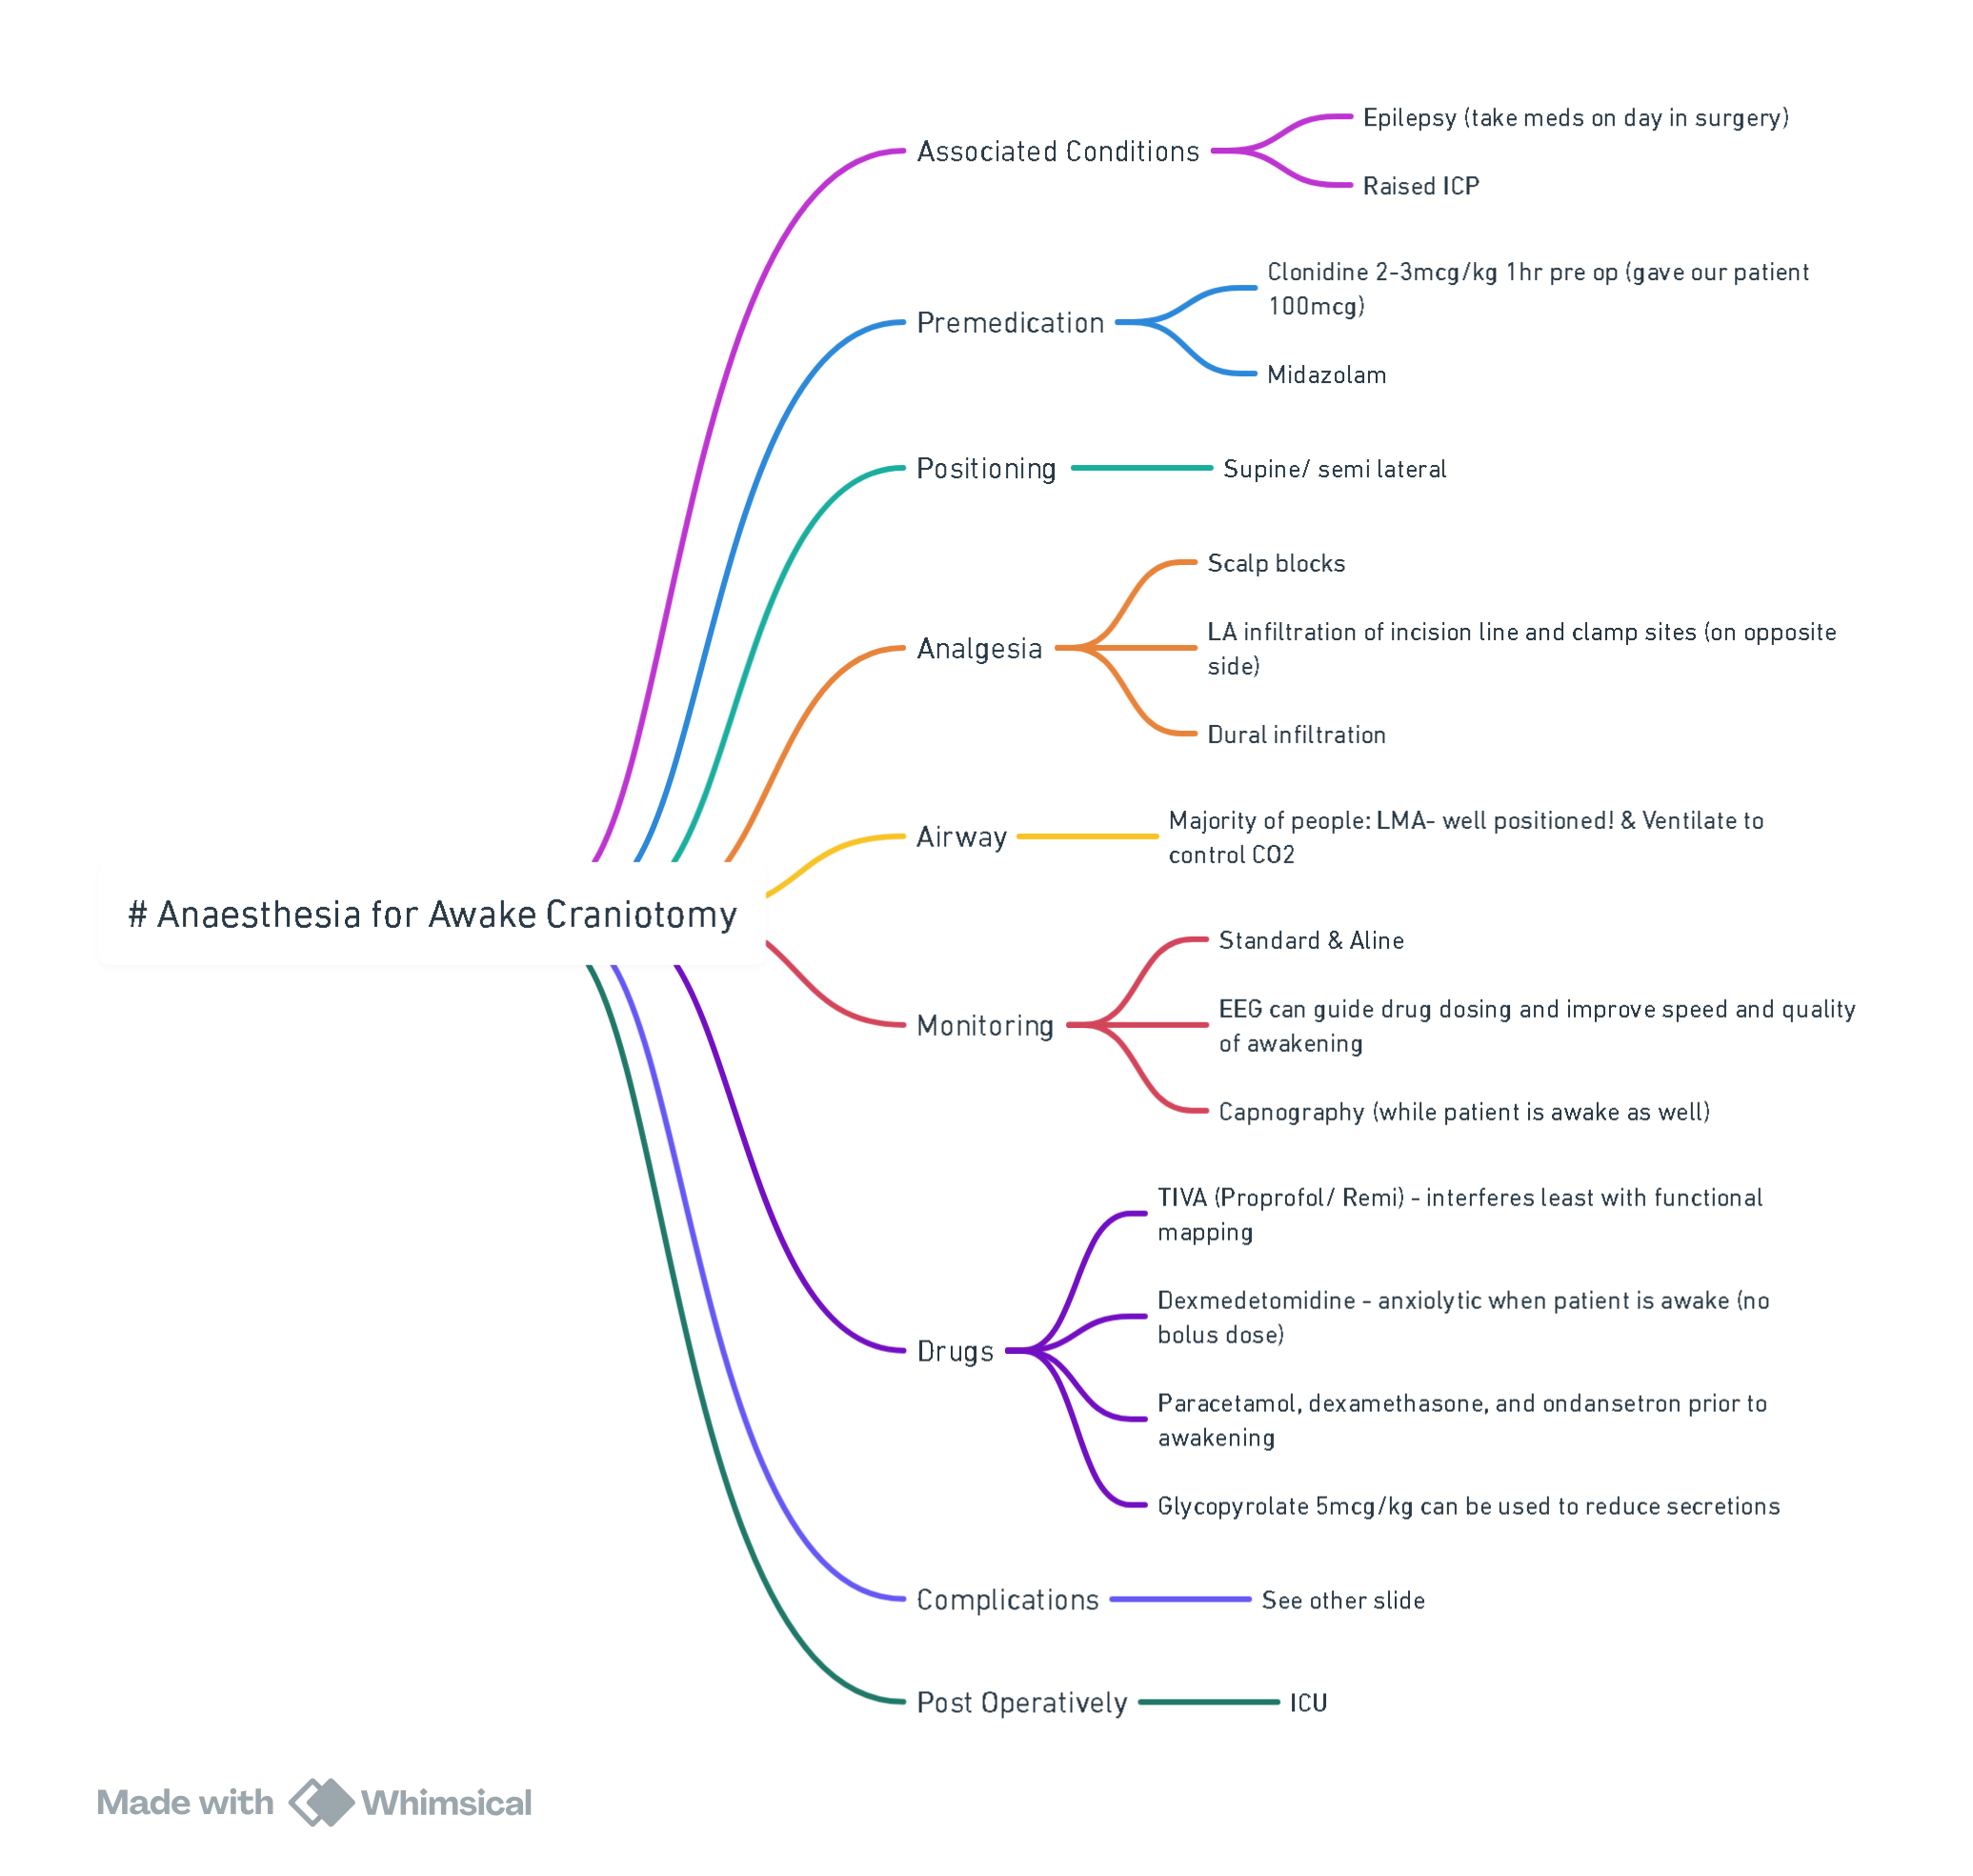 Associated Conditions
Epilepsy (take meds on day in surgery)
Raised ICP
Premedication
Clonidine 2-3mcg/kg 1hr pre op (gave our patient
100mcg)
Midazolam
Positioning
Supine/ semi lateral
Analgesia
Scalp blocks
LA infiltration of incision line and clamp sites (on opposite
side)
Dural infiltration
Airway
Majority of people: LMA- well positioned! & Ventilate to
control CO2
# Anaesthesia for Awake Craniotomy
Monitoring
Standard & Aline
EEG can guide drug dosing and improve speed and quality
of awakening
Capnography (while patient is awake as well)
Drugs
TIVA (Proprofol/ Remi) - interferes least with functional
mapping
Dexmedetomidine - anxiolytic when patient is awake (no
bolus dose)
Paracetamol, dexamethasone, and ondansetron prior to
awakening
Glycopyrolate 5mcg/kg can be used to reduce secretions
Complications
See other slide
Post Operatively
ICU
Made with Whimsical